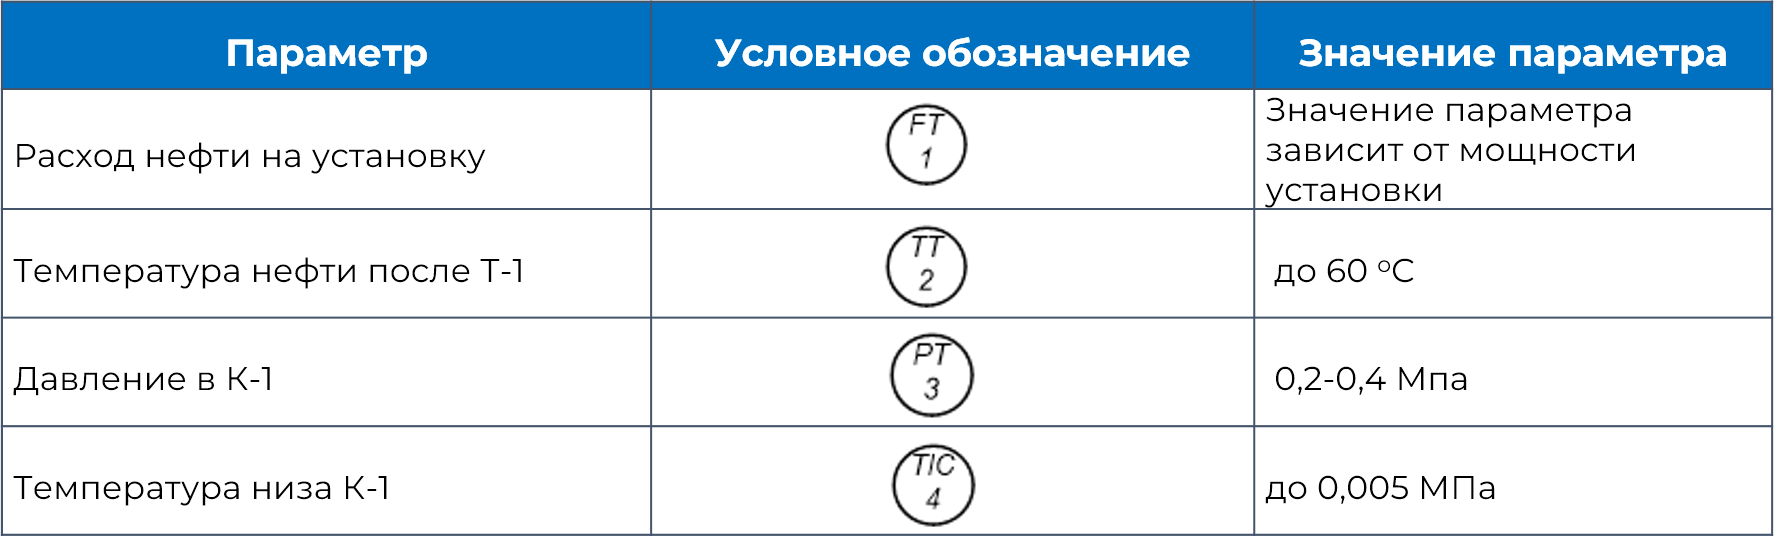 Параметр
Условное обозначение
Значение параметра
Расход нефти на установку
FT
1
Значение параметра
зависит от мощности
установки
Температура нефти после Т-1
TT
2
до 60 °С
Давление в К-1
PT
3
0,2-0,4 Мпа
Температура низа К-1
TIC
4
до 0,005 МПа